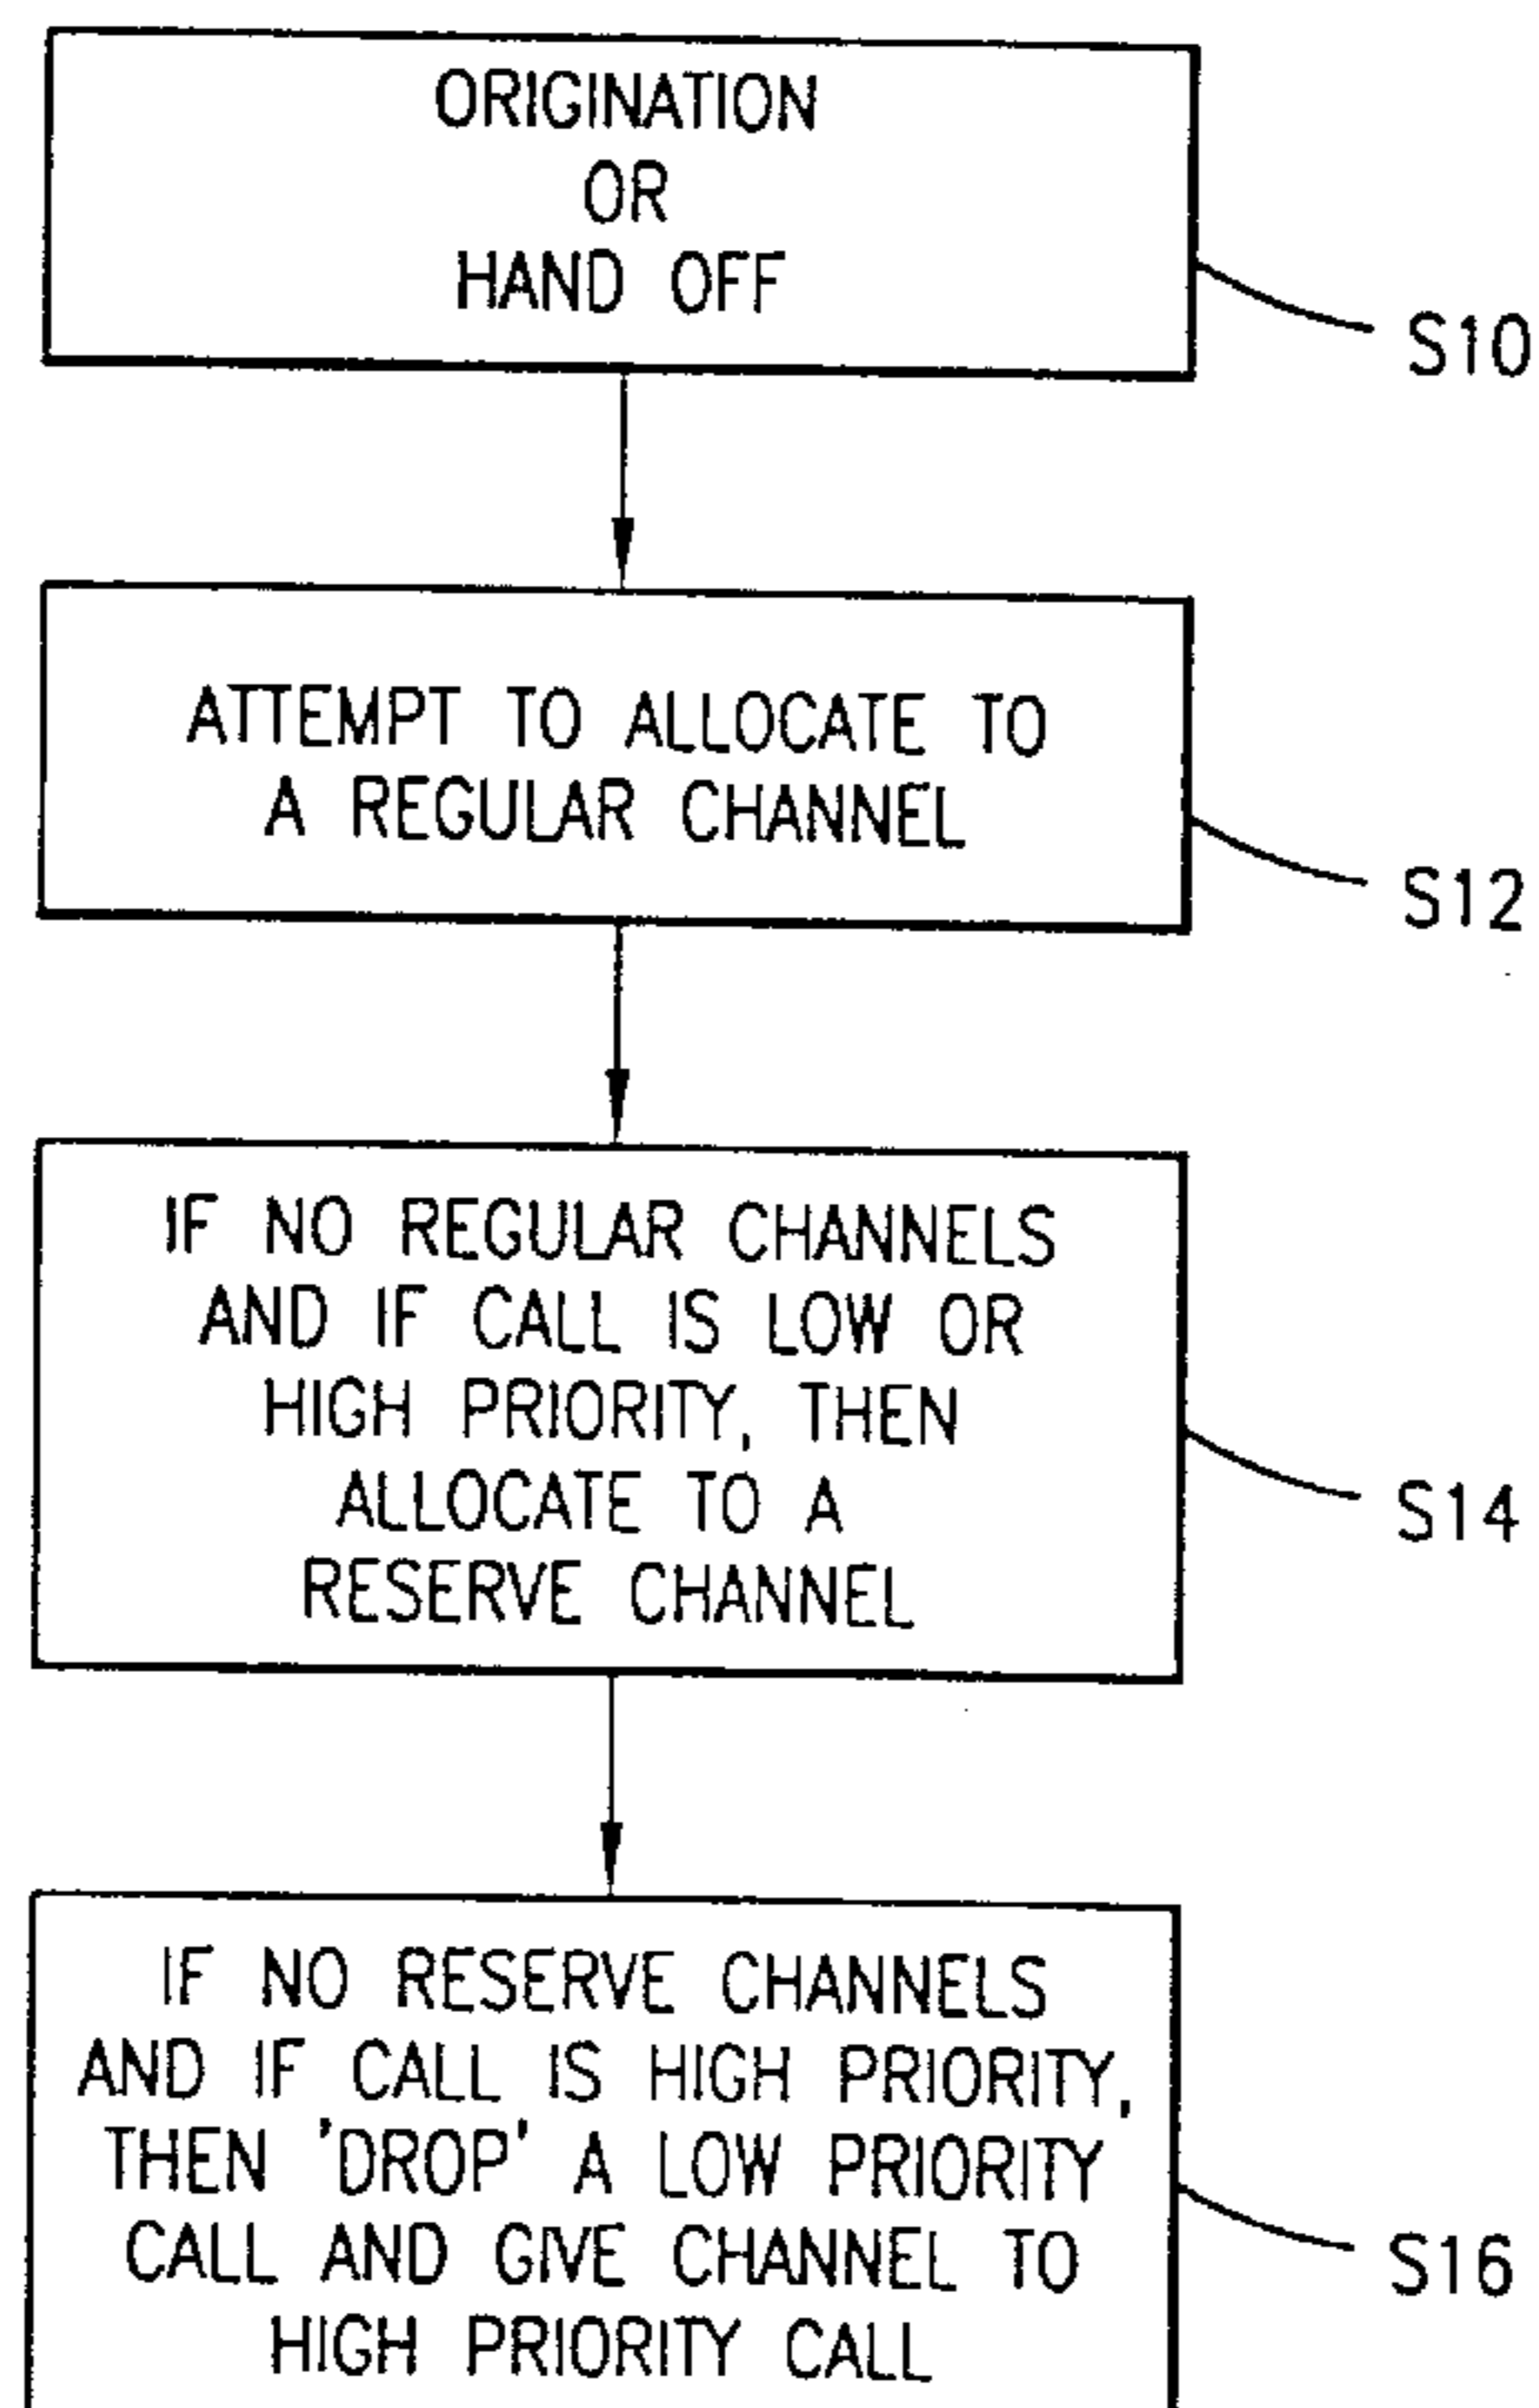 ORIGINATION
OR
HAND OFF
S10
ATTEMPT TO ALLOCATE TO
A REGULAR CHANNEL
S12
IF NO REGULAR CHANNELS
AND IF CALL IS LOW OR
HIGH PRIORITY, THEN
ALLOCATE TO A
RESERVE CHANNEL
S14
IF NO RESERVE CHANNELS
AND IF CALL IS HIGH PRIORITY,
THEN 'DROP' A LOW PRIORITY
CALL AND GIVE CHANNEL TO
HIGH PRIORITY CALL
S16